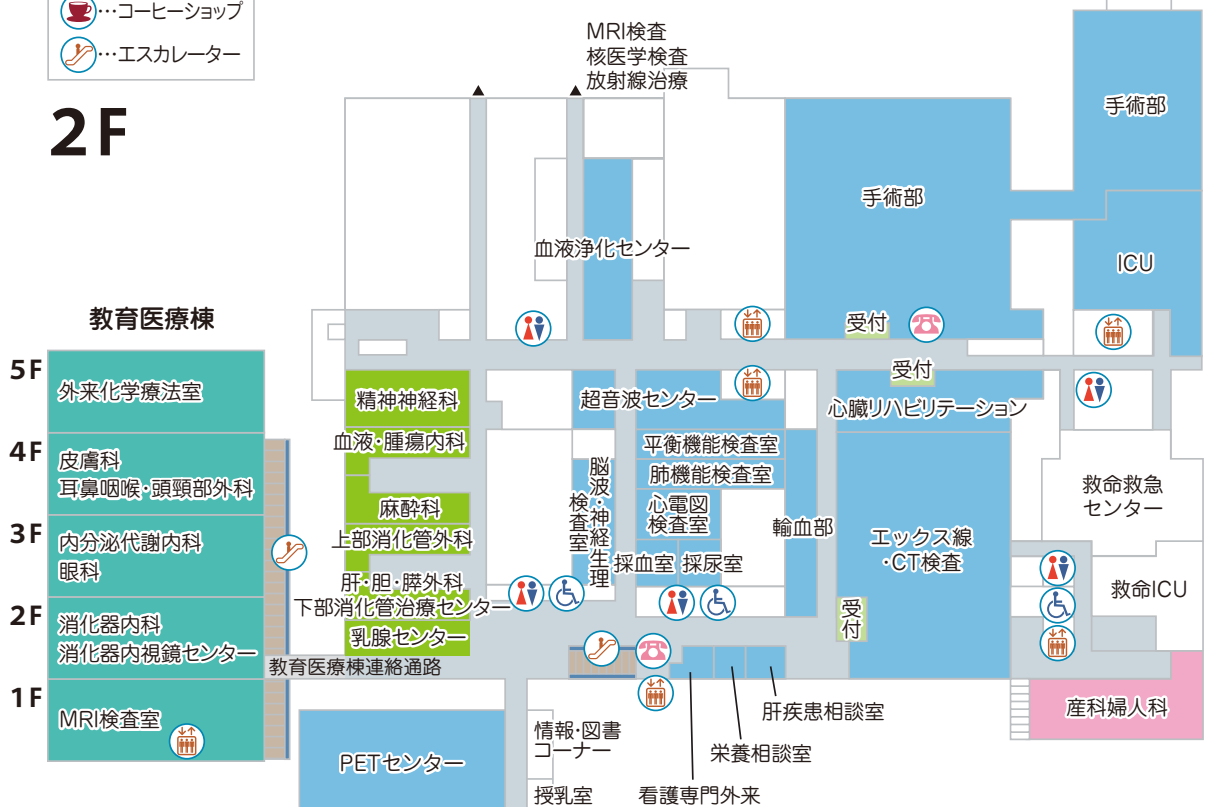 …コーヒーショップ
…エスカレーター
2F
MRI検査
核医学検査
放射線治療
手術部
手術部
血液浄化センター
ICU
教育医療棟
受付
受付
5F
外来化学療法室
精神神経科
超音波センター
心臓リハビリテーション
4F
皮膚科
耳鼻咽喉・頭頸部外科
血液・腫瘍内科
平衡機能検査室
肺機能検査室
脳波・神経生理
検査室
心電図
検査室
麻酔科
輸血部
エックス線
・CT検査
救命救急
センター
3F
内分泌代謝内科
眼科
上部消化管外科
採血室
採尿室
肝・胆・膵外科
下部消化管治療センター
救命ICU
2F
消化器内科
消化器内視鏡センター
乳腺センター
受付
教育医療棟連絡通路
1F
MRI検査室
PETセンター
情報・図書
コーナー
授乳室
肝疾患相談室
栄養相談室
看護専門外来
産科婦人科